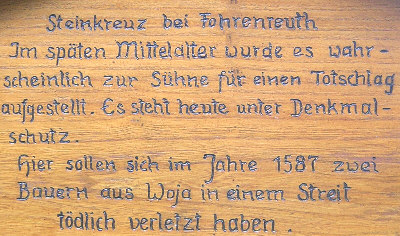 Steinkreuz bei Fohrenreuth
Im späten Mittelalter wurde es wahr-
scheinlich zur Sühne für einen Totschlag
aufgestellt. Es steht heute unter Denkmal-
schutz.
Hier sollen sich im Jahre 1587 zwei
Bauern aus Woja in einem Streit
tödlich verletzt haben.